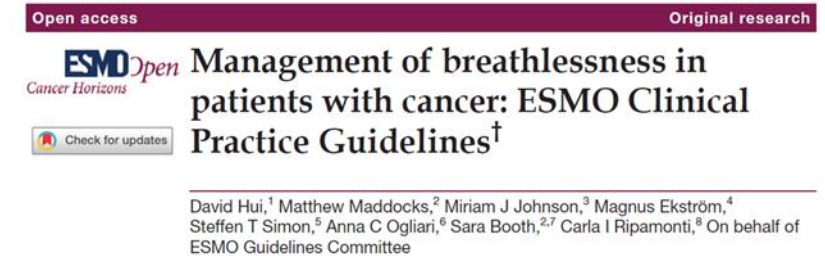 Open access
Original research
ESMO Open
Cancer Horizons
Check for updates
Management of breathlessness in
patients with cancer: ESMO Clinical
Practice Guidelines†
David Hui,¹ Matthew Maddocks,² Miriam J Johnson,³ Magnus Ekström,⁴
Steffen T Simon,⁵ Anna C Ogliari,⁶ Sara Booth,²,⁷ Carla I Ripamonti,⁸ On behalf of
ESMO Guidelines Committee